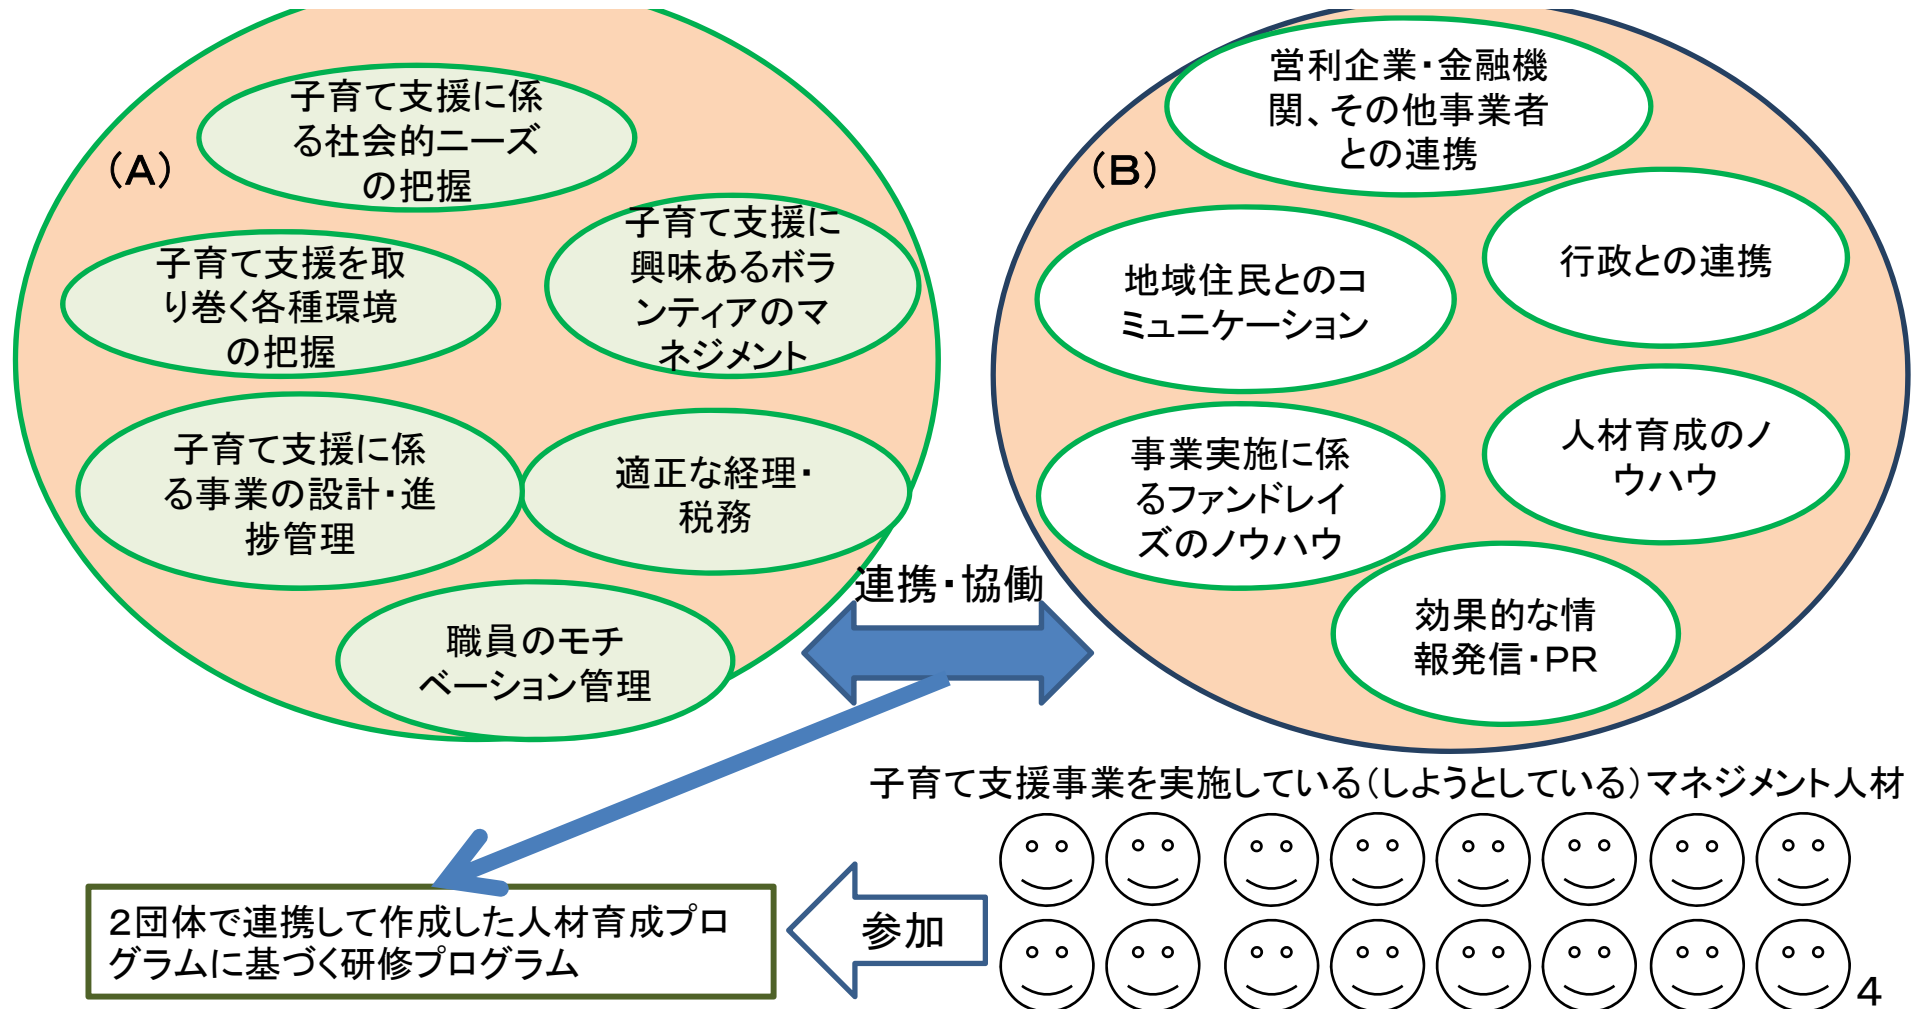 (A)
子育て支援に係
る社会的ニーズ
の把握
子育て支援に
興味あるボラ
ンティアのマ
ネジメント
子育て支援を取
り巻く各種環境
の把握
子育て支援に係
る事業の設計・進
捗管理
適正な経理・
税務
職員のモチ
ベーション管理
(B)
営利企業・金融機
関、その他事業者
との連携
行政との連携
地域住民とのコ
ミュニケーション
人材育成のノ
ウハウ
事業実施に係
るファンドレイ
ズのノウハウ
効果的な情
報発信・PR
連携・協働
子育て支援事業を実施している(しようとしている)マネジメント人材
参加
2団体で連携して作成した人材育成プロ
グラムに基づく研修プログラム
4